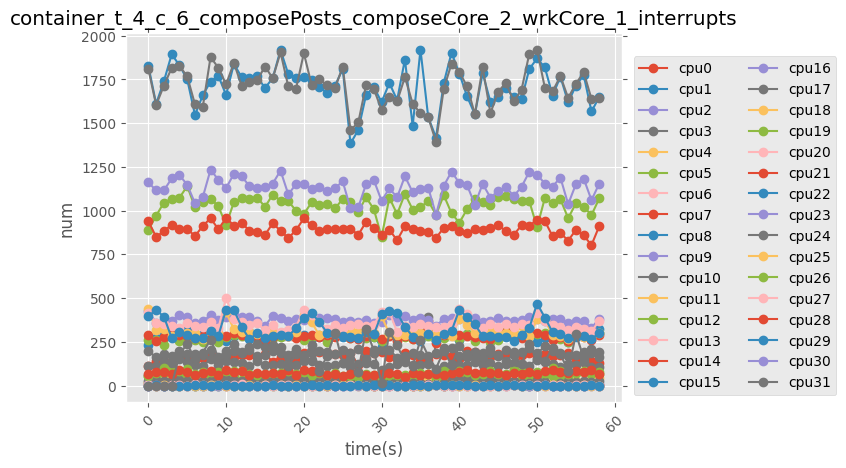 container_t_4_c_6_composePosts_composeCore_2_wrkCore_1_interrupts
2000
1750
1500
1250
1000
750
500
250
0
num
0
10
20
30
40
50
60
time(s)
cpu0
cpu1
cpu2
cpu3
cpu4
cpu5
cpu6
cpu7
cpu8
cpu9
cpu10
cpu11
cpu12
cpu13
cpu14
cpu15
cpu16
cpu17
cpu18
cpu19
cpu20
cpu21
cpu22
cpu23
cpu24
cpu25
cpu26
cpu27
cpu28
cpu29
cpu30
cpu31